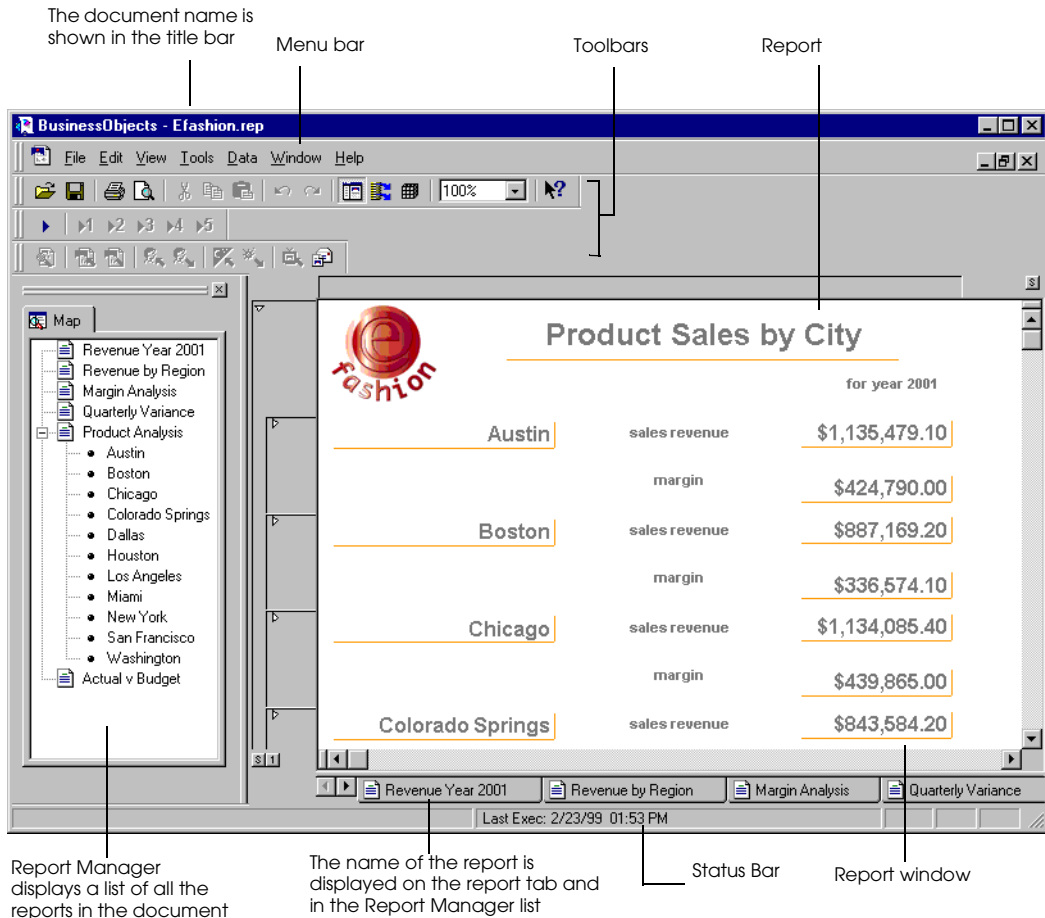 The document name is
shown in the title bar
Menu bar
Toolbars
Report
BusinessObjects - Efashion.rep
File Edit View Tools Data Window Help
100%
1 2 3 4 5
Map
Revenue Year 2001
Revenue by Region
Margin Analysis
Quarterly Variance
Product Analysis
Austin
Boston
Chicago
Colorado Springs
Dallas
Houston
Los Angeles
Miami
New York
San Francisco
Washington
Actual v Budget
S
e
fashion
Product Sales by City
for year 2001
Austin sales revenue $1,135,479.10
margin $424,790.00
Boston sales revenue $887,169.20
margin $336,574.10
Chicago sales revenue $1,134,085.40
margin $439,865.00
Colorado Springs sales revenue $843,584.20
S 1
Revenue Year 2001 Revenue by Region Margin Analysis Quarterly Variance
Last Exec: 2/23/99 01:53 PM
Report Manager
displays a list of all the
reports in the document
The name of the report is
displayed on the report tab and
in the Report Manager list
Status Bar
Report window